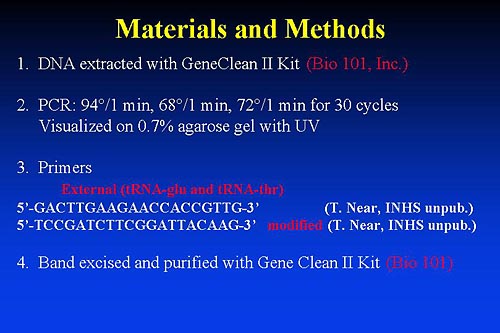 Materials and Methods
1. DNA extracted with GeneClean II Kit (Bio 101, Inc.)
2. PCR: 94°/1 min, 68°/1 min, 72°/1 min for 30 cycles
Visualized on 0.7% agarose gel with UV
3. Primers
External (tRNA-glu and tRNA-thr)
5’-GACTTGAAGAACCACCGTTG-3’ (T. Near, INHS unpub.)
5’-TCCGATCTTCGGATTACAAG-3’ modified (T. Near, INHS unpub.)
4. Band excised and purified with Gene Clean II Kit (Bio 101)